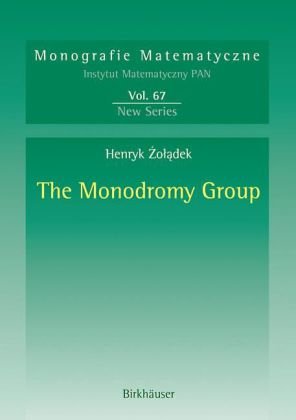 Monografie Matematyczne
Instytut Matematyczny PAN
Vol. 67
New Series
Henryk Żołądek
The Monodromy Group
Birkhäuser